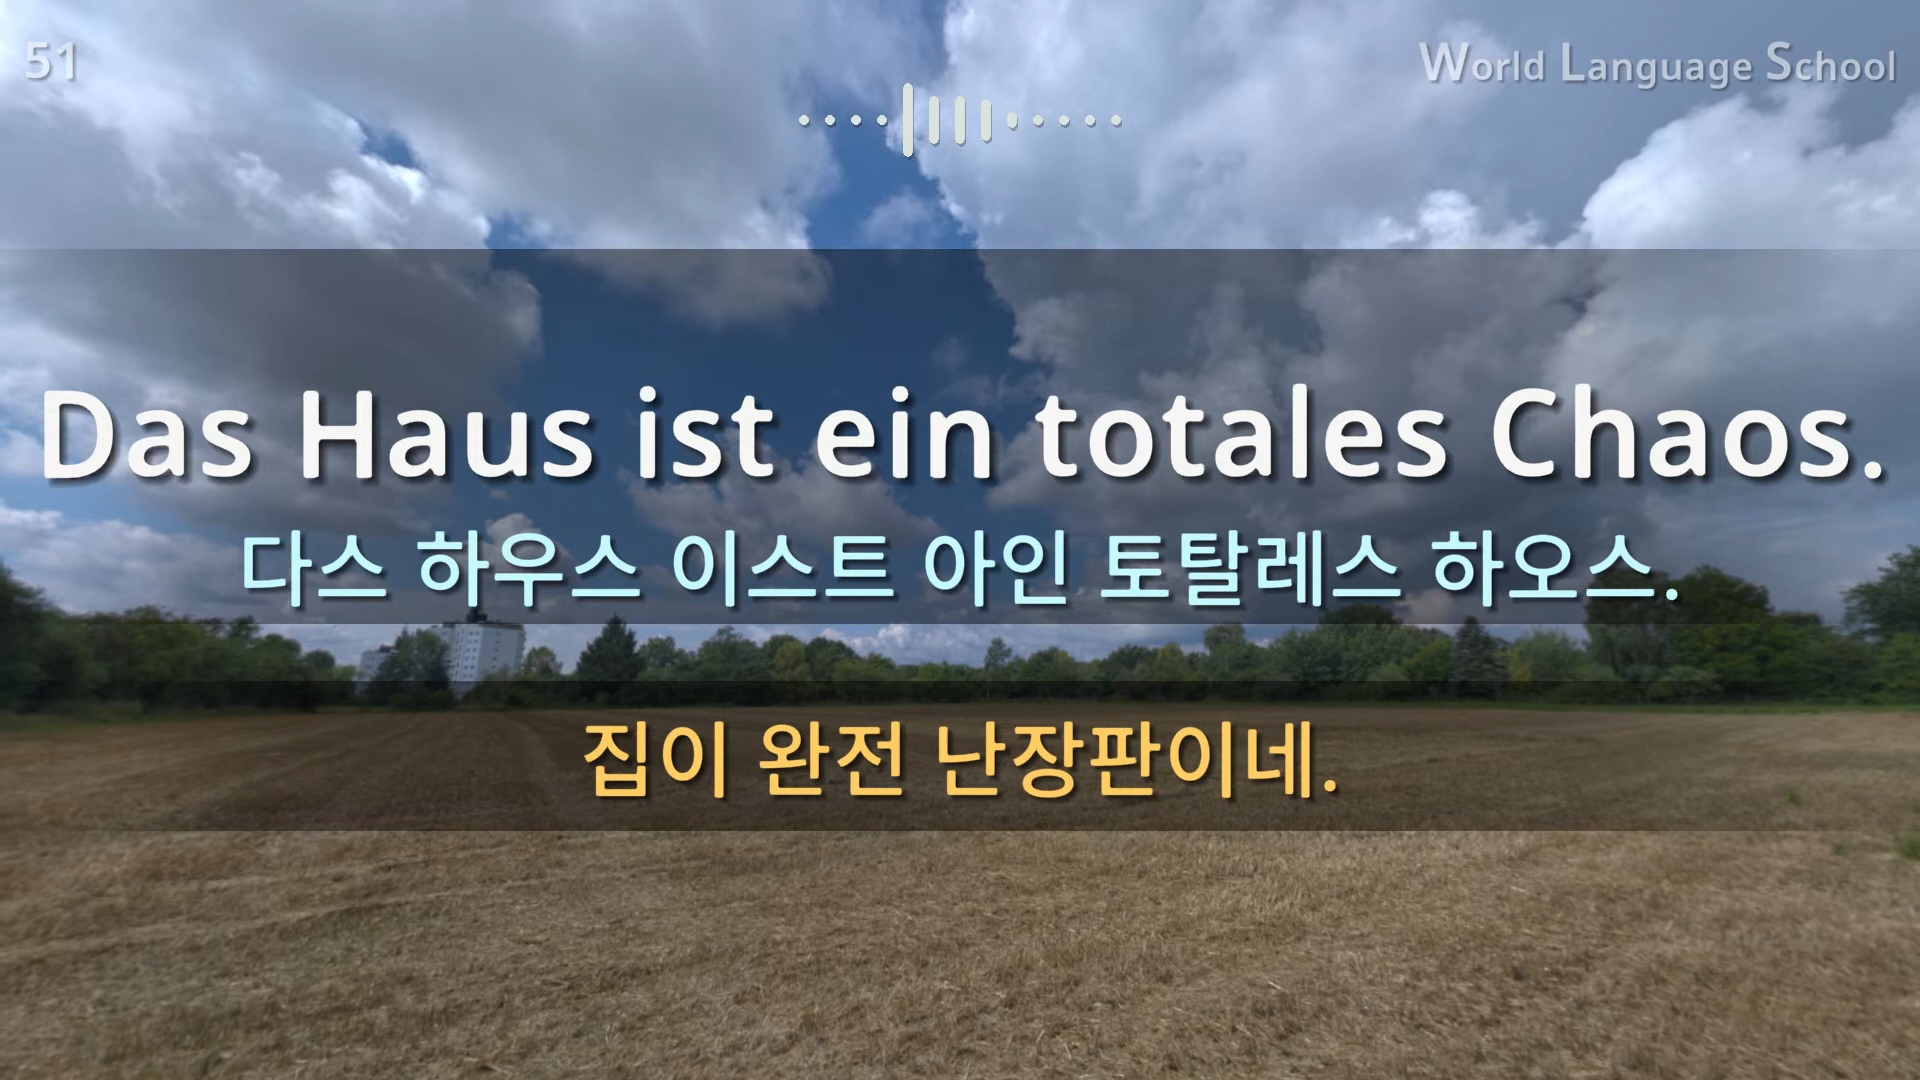 51
World Language School
Das Haus ist ein totales Chaos.
다스 하우스 이스트 아인 토탈레스 하오스.
집이 완전 난장판이네.